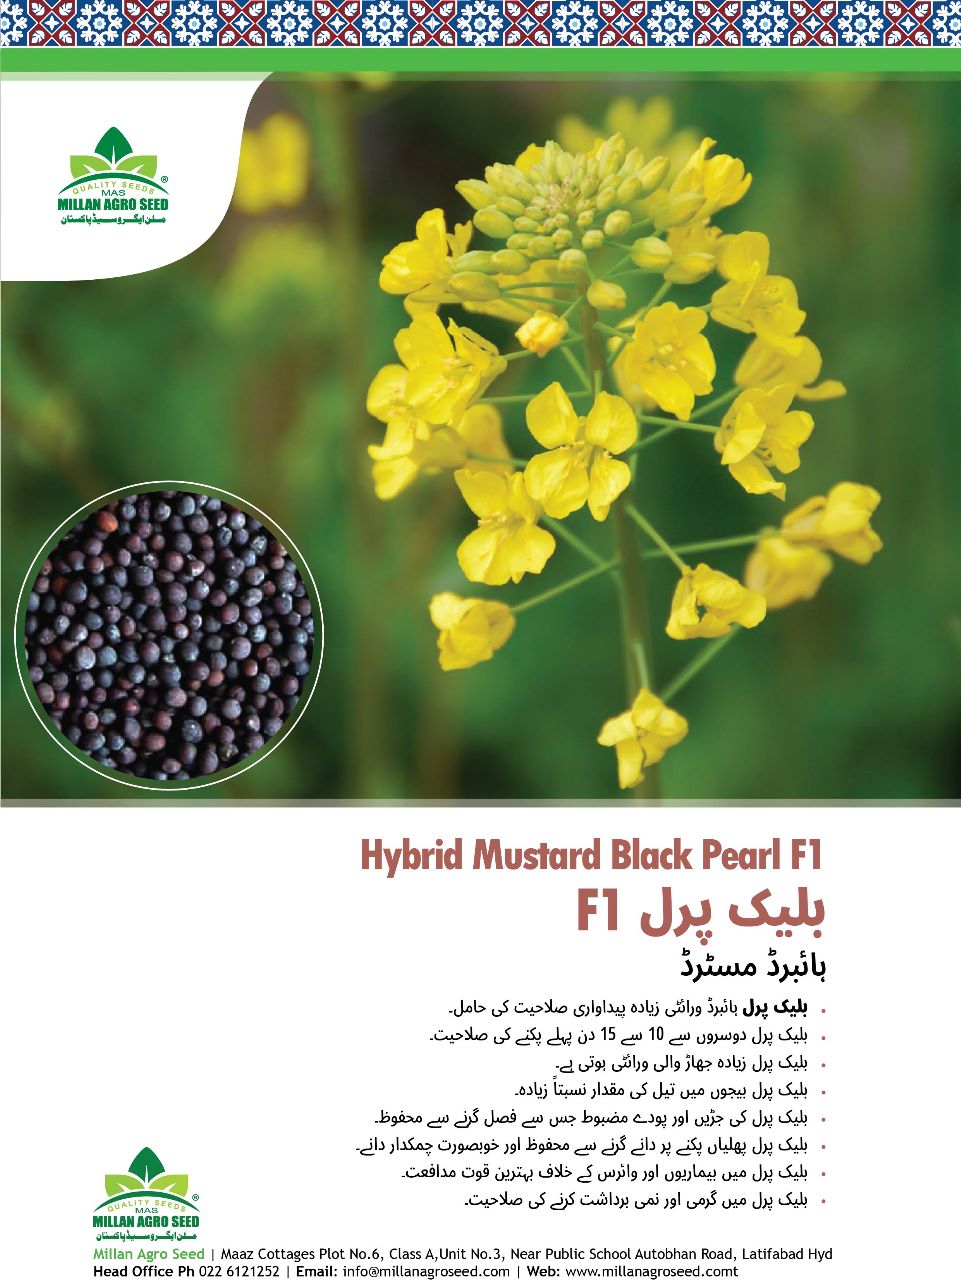 QUALITY SEEDS
MAS
MILLAN AGRO SEED
ملن ایگرو سیڈ پاکستان
Hybrid Mustard Black Pearl F1
بلیک پرل F1
ہائبرڈ مسٹرڈ
بلیک پرل ہائبرڈ ورائٹی زیادہ پیداواری صلاحیت کی حامل۔
بلیک پرل دوسروں سے 10 سے 15 دن پہلے پکنے کی صلاحیت۔
بلیک پرل زیادہ جھاڑ والی ورائٹی ہوتی ہے۔
بلیک پرل بیجوں میں تیل کی مقدار نسبتاً زیادہ۔
بلیک پرل کی جڑیں اور پودے مضبوط جس سے فصل گرنے سے محفوظ۔
بلیک پرل پھلیاں پکنے پر دانے گرنے سے محفوظ اور خوبصورت چمکدار دانے۔
بلیک پرل میں بیماریوں اور وائرس کے خلاف بہترین قوت مدافعت۔
بلیک پرل میں گرمی اور نمی برداشت کرنے کی صلاحیت۔
QUALITY SEEDS
MAS
MILLAN AGRO SEED
ملن ایگرو سیڈ پاکستان
Millan Agro Seed | Maaz Cottages Plot No.6, Class A,Unit No.3, Near Public School Autobhan Road, Latifabad Hyd
Head Office Ph 022 6121252 | Email: info@millanagroseed.com | Web: www.millanagroseed.comt